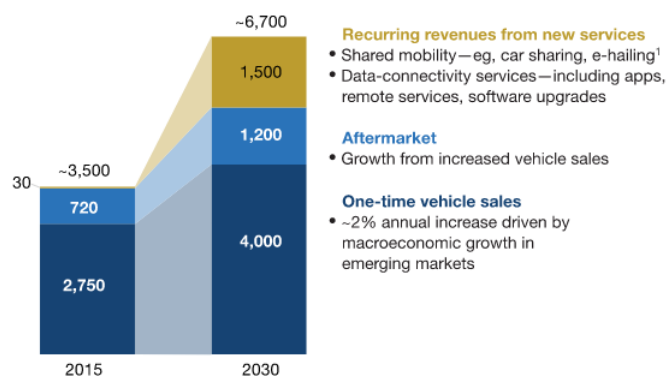 ~6,700
1,500
1,200
4,000
~3,500
30
720
2,750
2015
2030
Recurring revenues from new services
• Shared mobility—eg, car sharing, e-hailing¹
• Data-connectivity services—including apps,
remote services, software upgrades
Aftermarket
• Growth from increased vehicle sales
One-time vehicle sales
• ~2% annual increase driven by
macroeconomic growth in
emerging markets